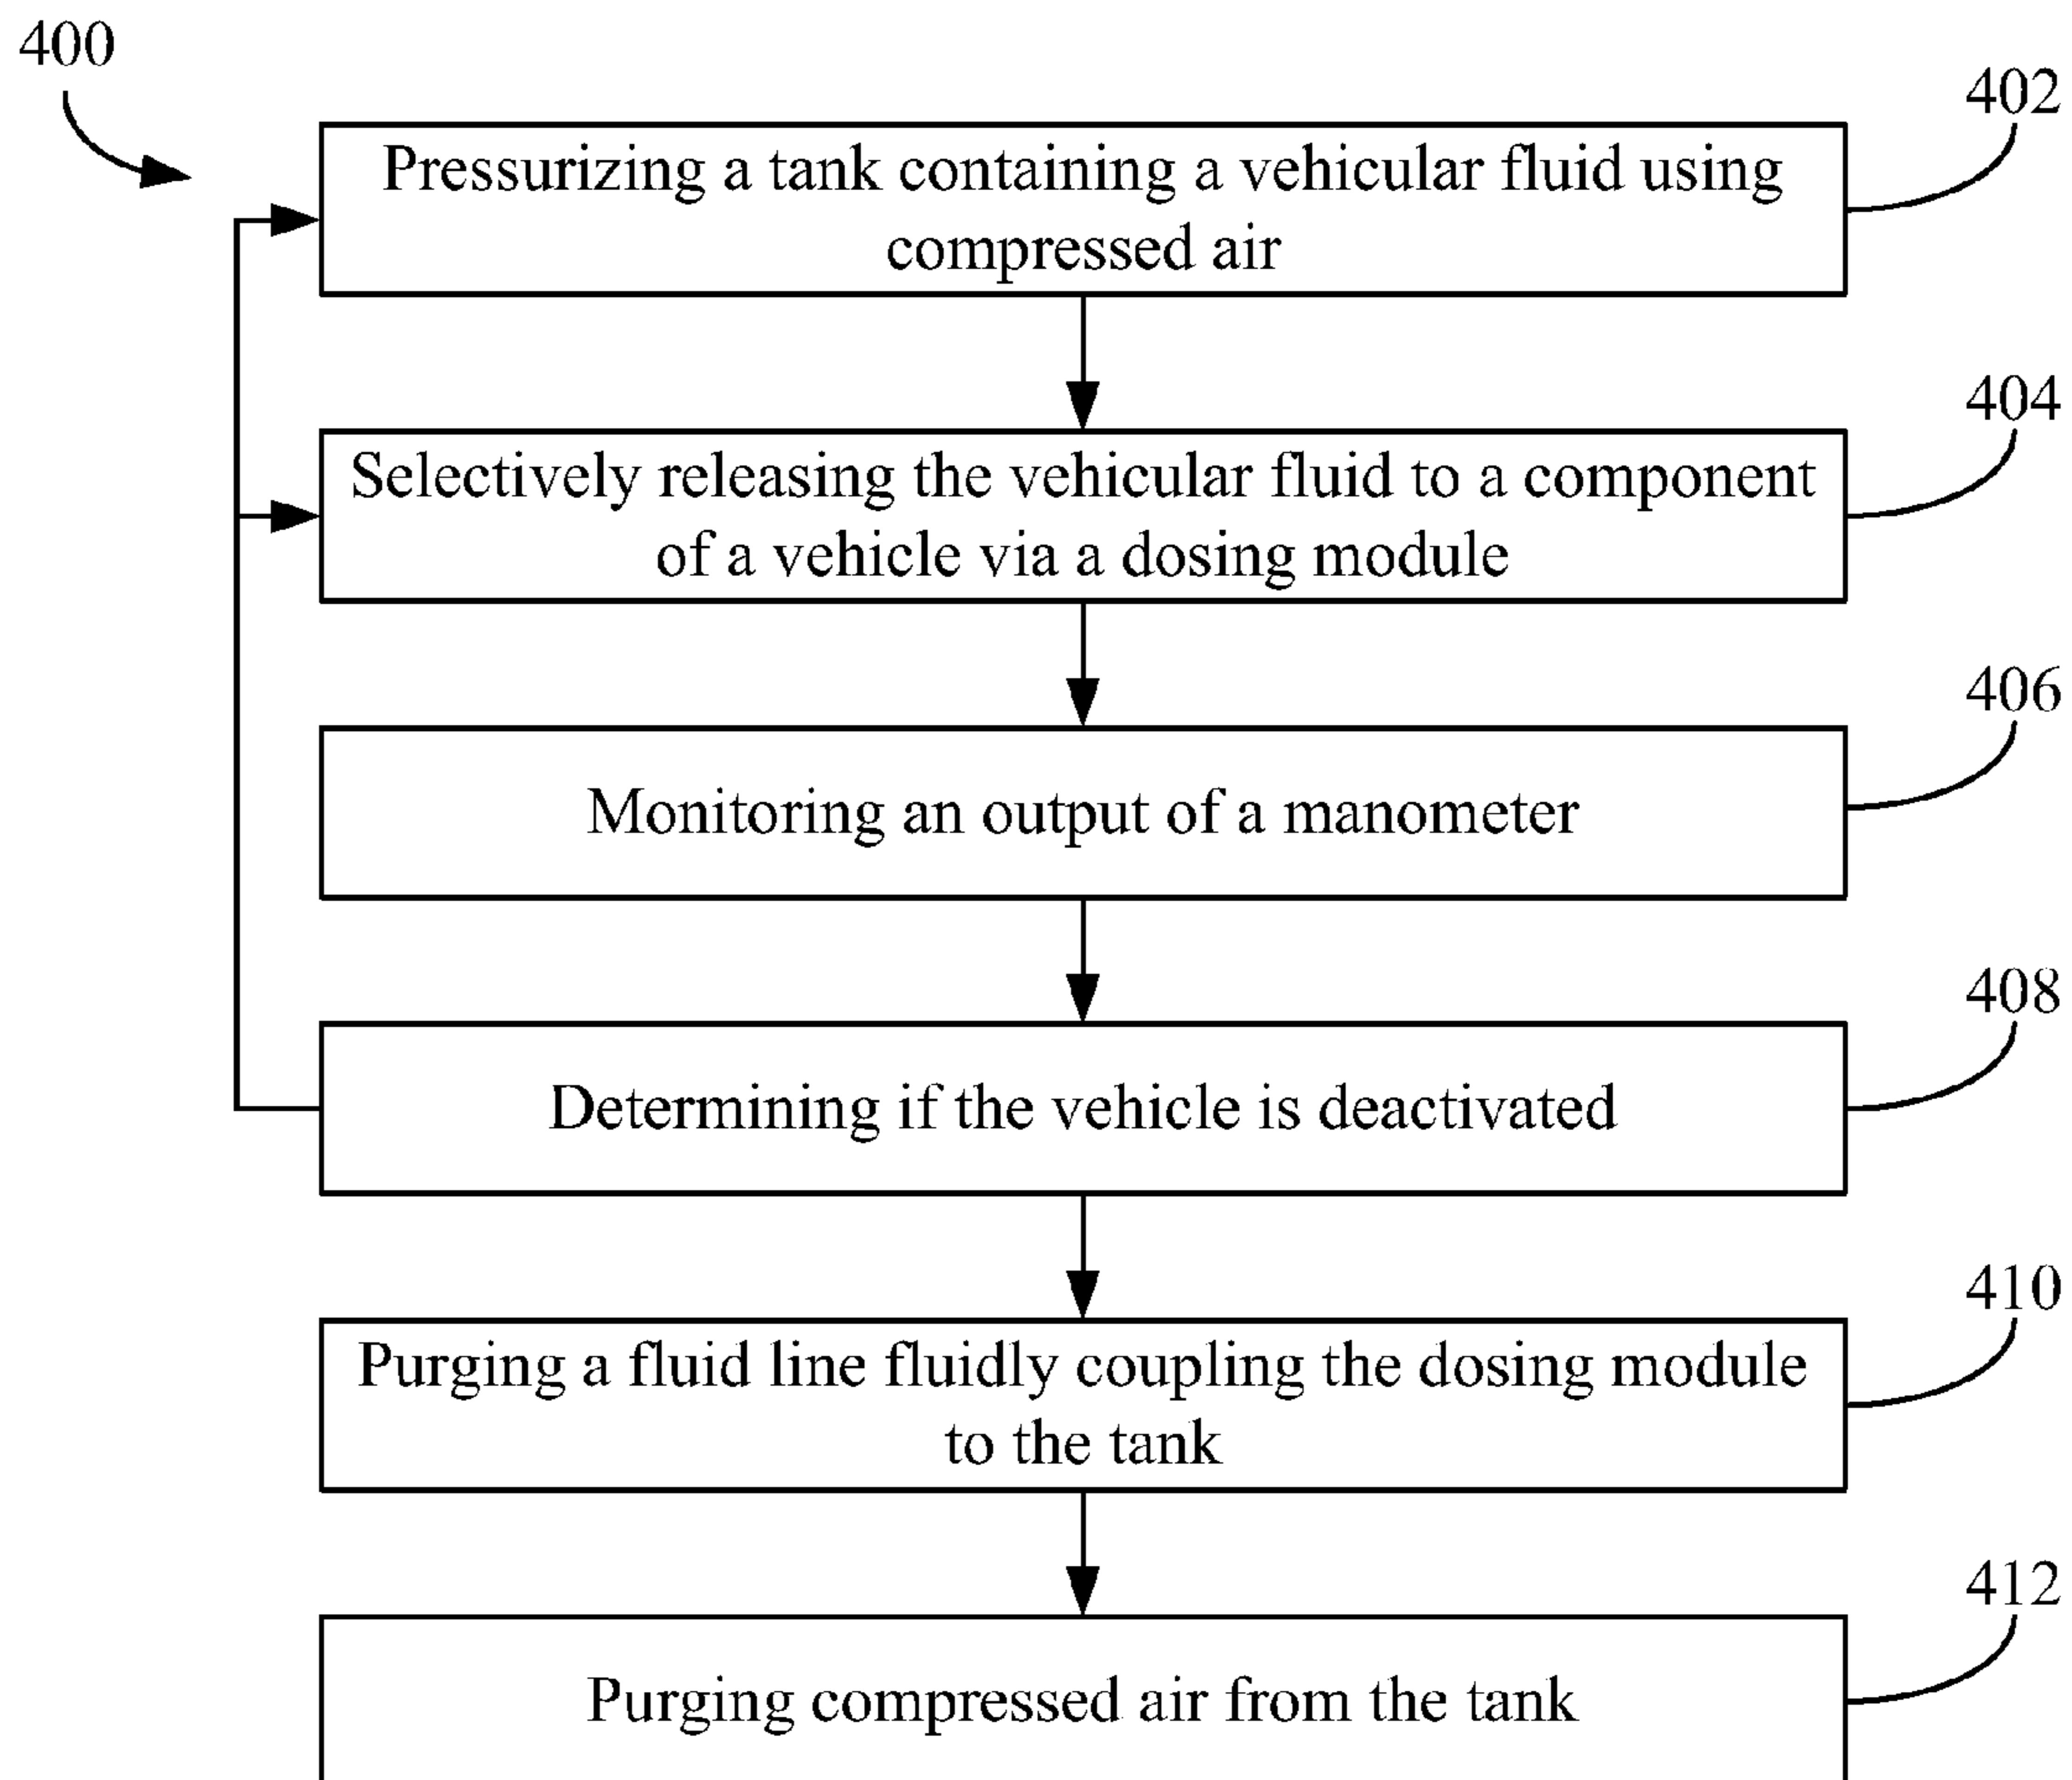 400
402
Pressurizing a tank containing a vehicular fluid using
compressed air
404
Selectively releasing the vehicular fluid to a component
of a vehicle via a dosing module
406
Monitoring an output of a manometer
408
Determining if the vehicle is deactivated
410
Purging a fluid line fluidly coupling the dosing module
to the tank
412
Purging compressed air from the tank